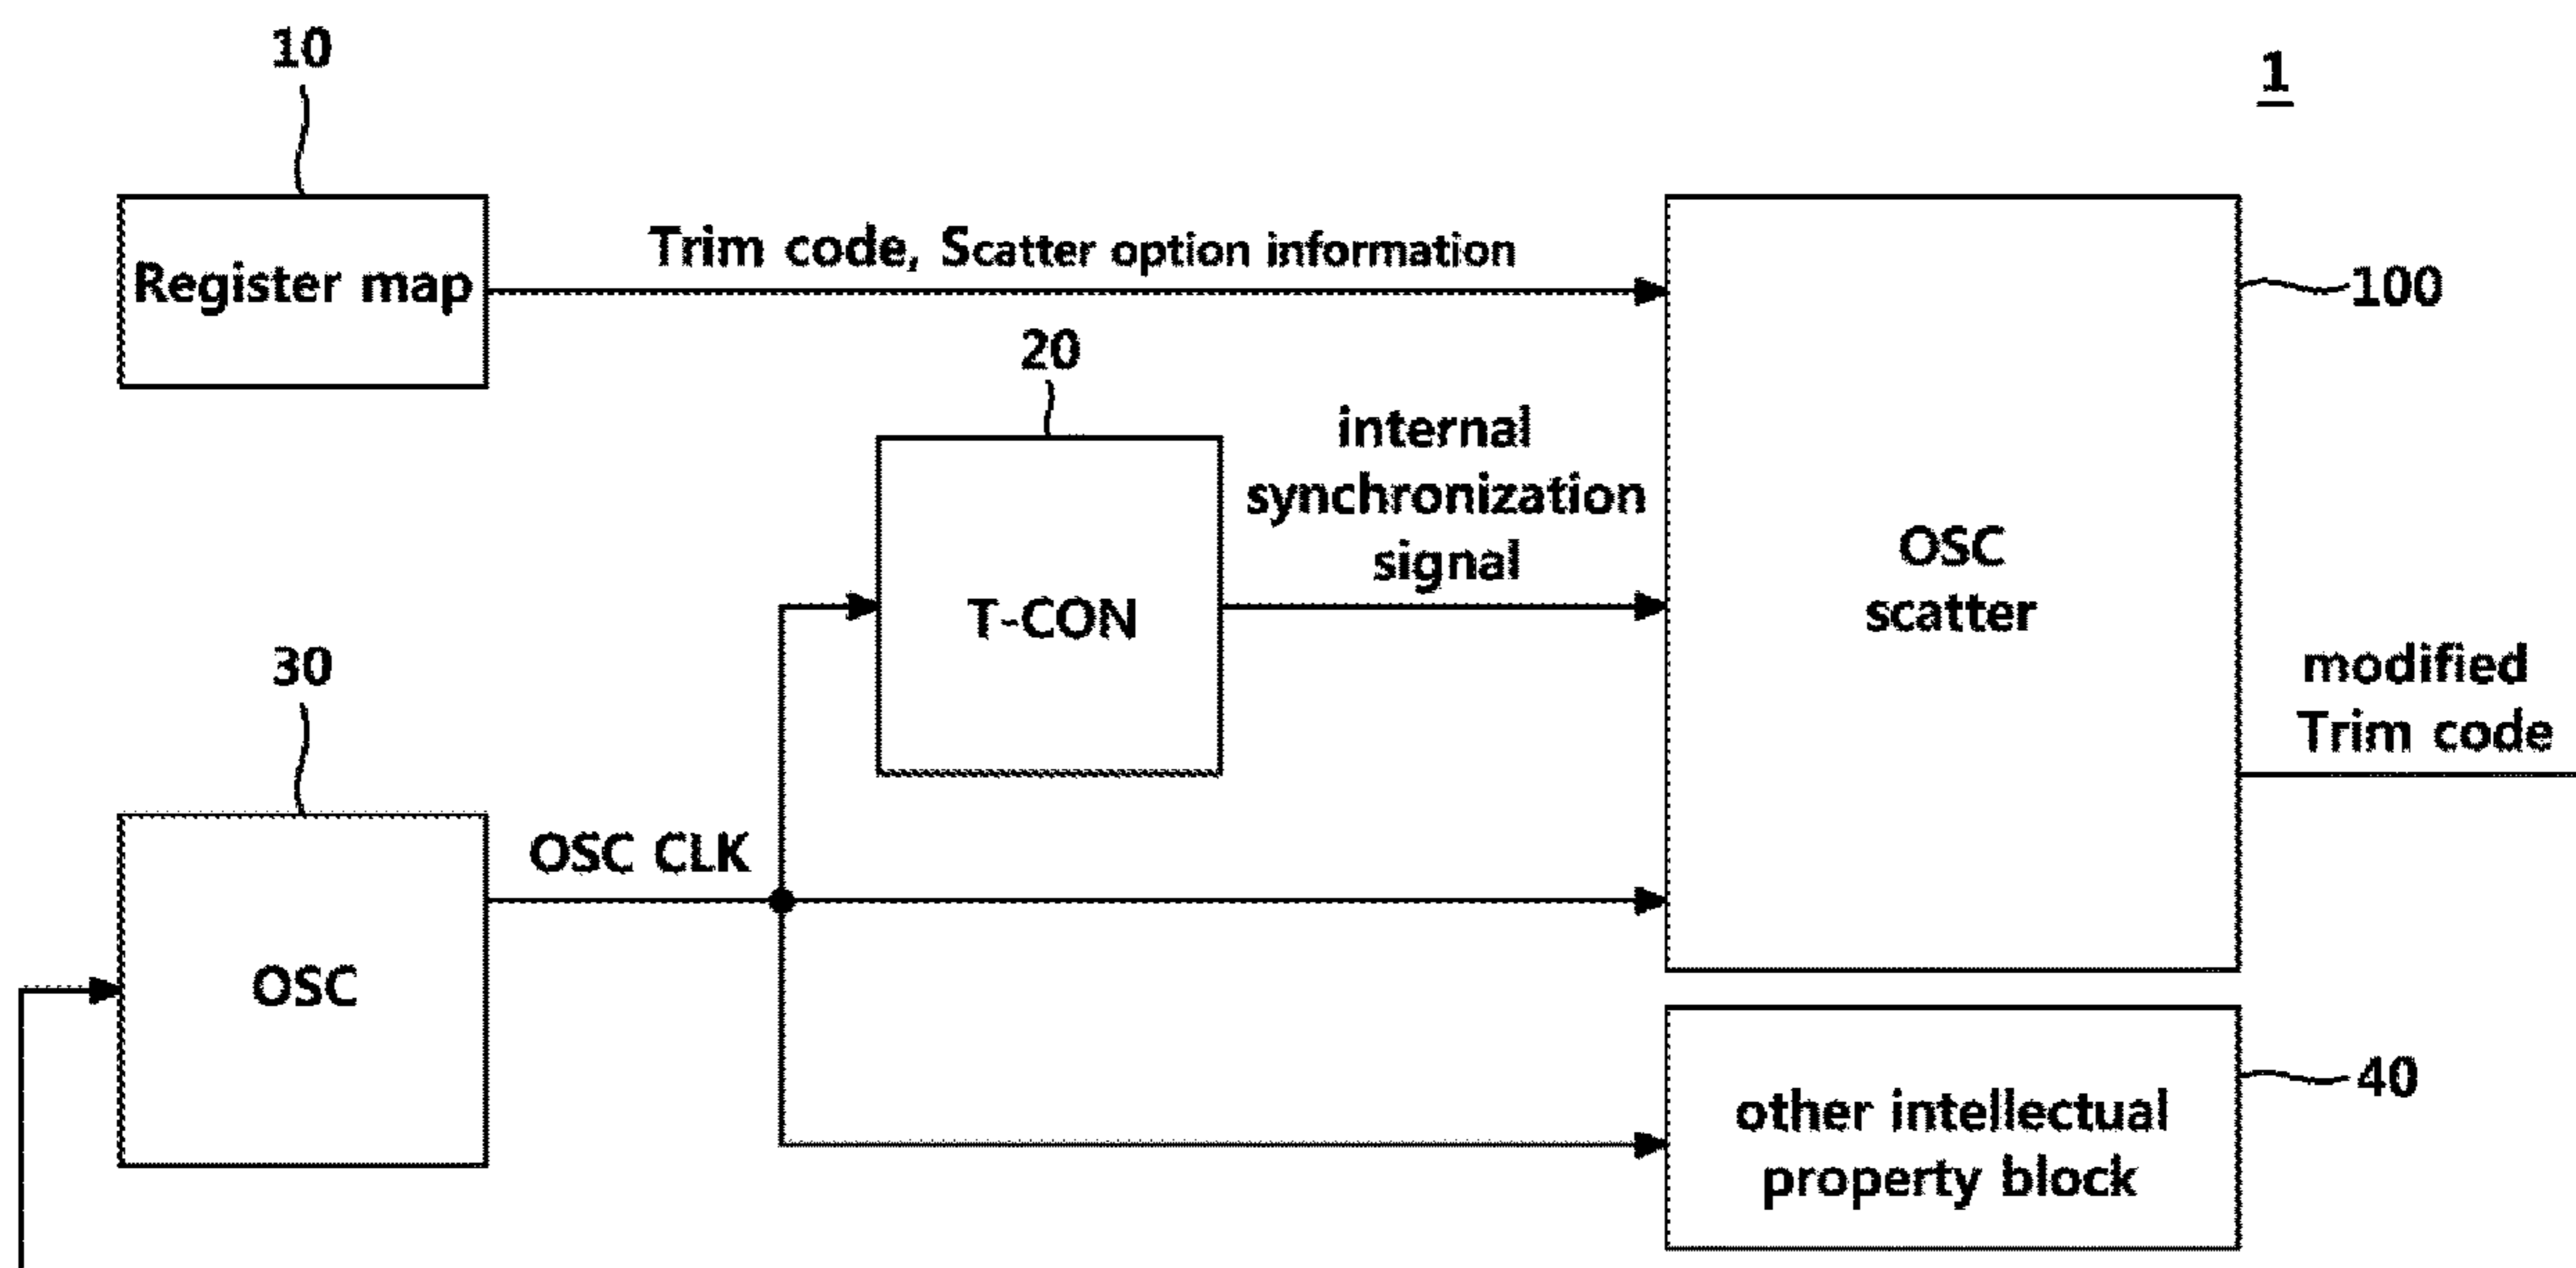 10
1
Register map
Trim code, Scatter option information
100
20
internal
synchronization
signal
T-CON
OSC
scatter
modified
Trim code
30
OSC CLK
OSC
40
other intellectual
property block